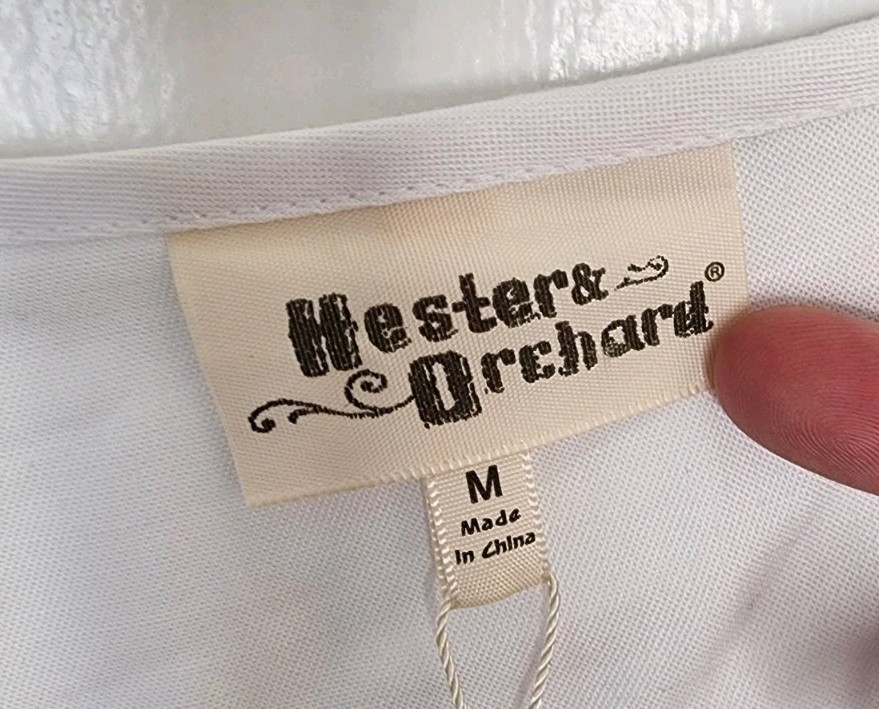 Hester&
Orchard®
M
Made
In China